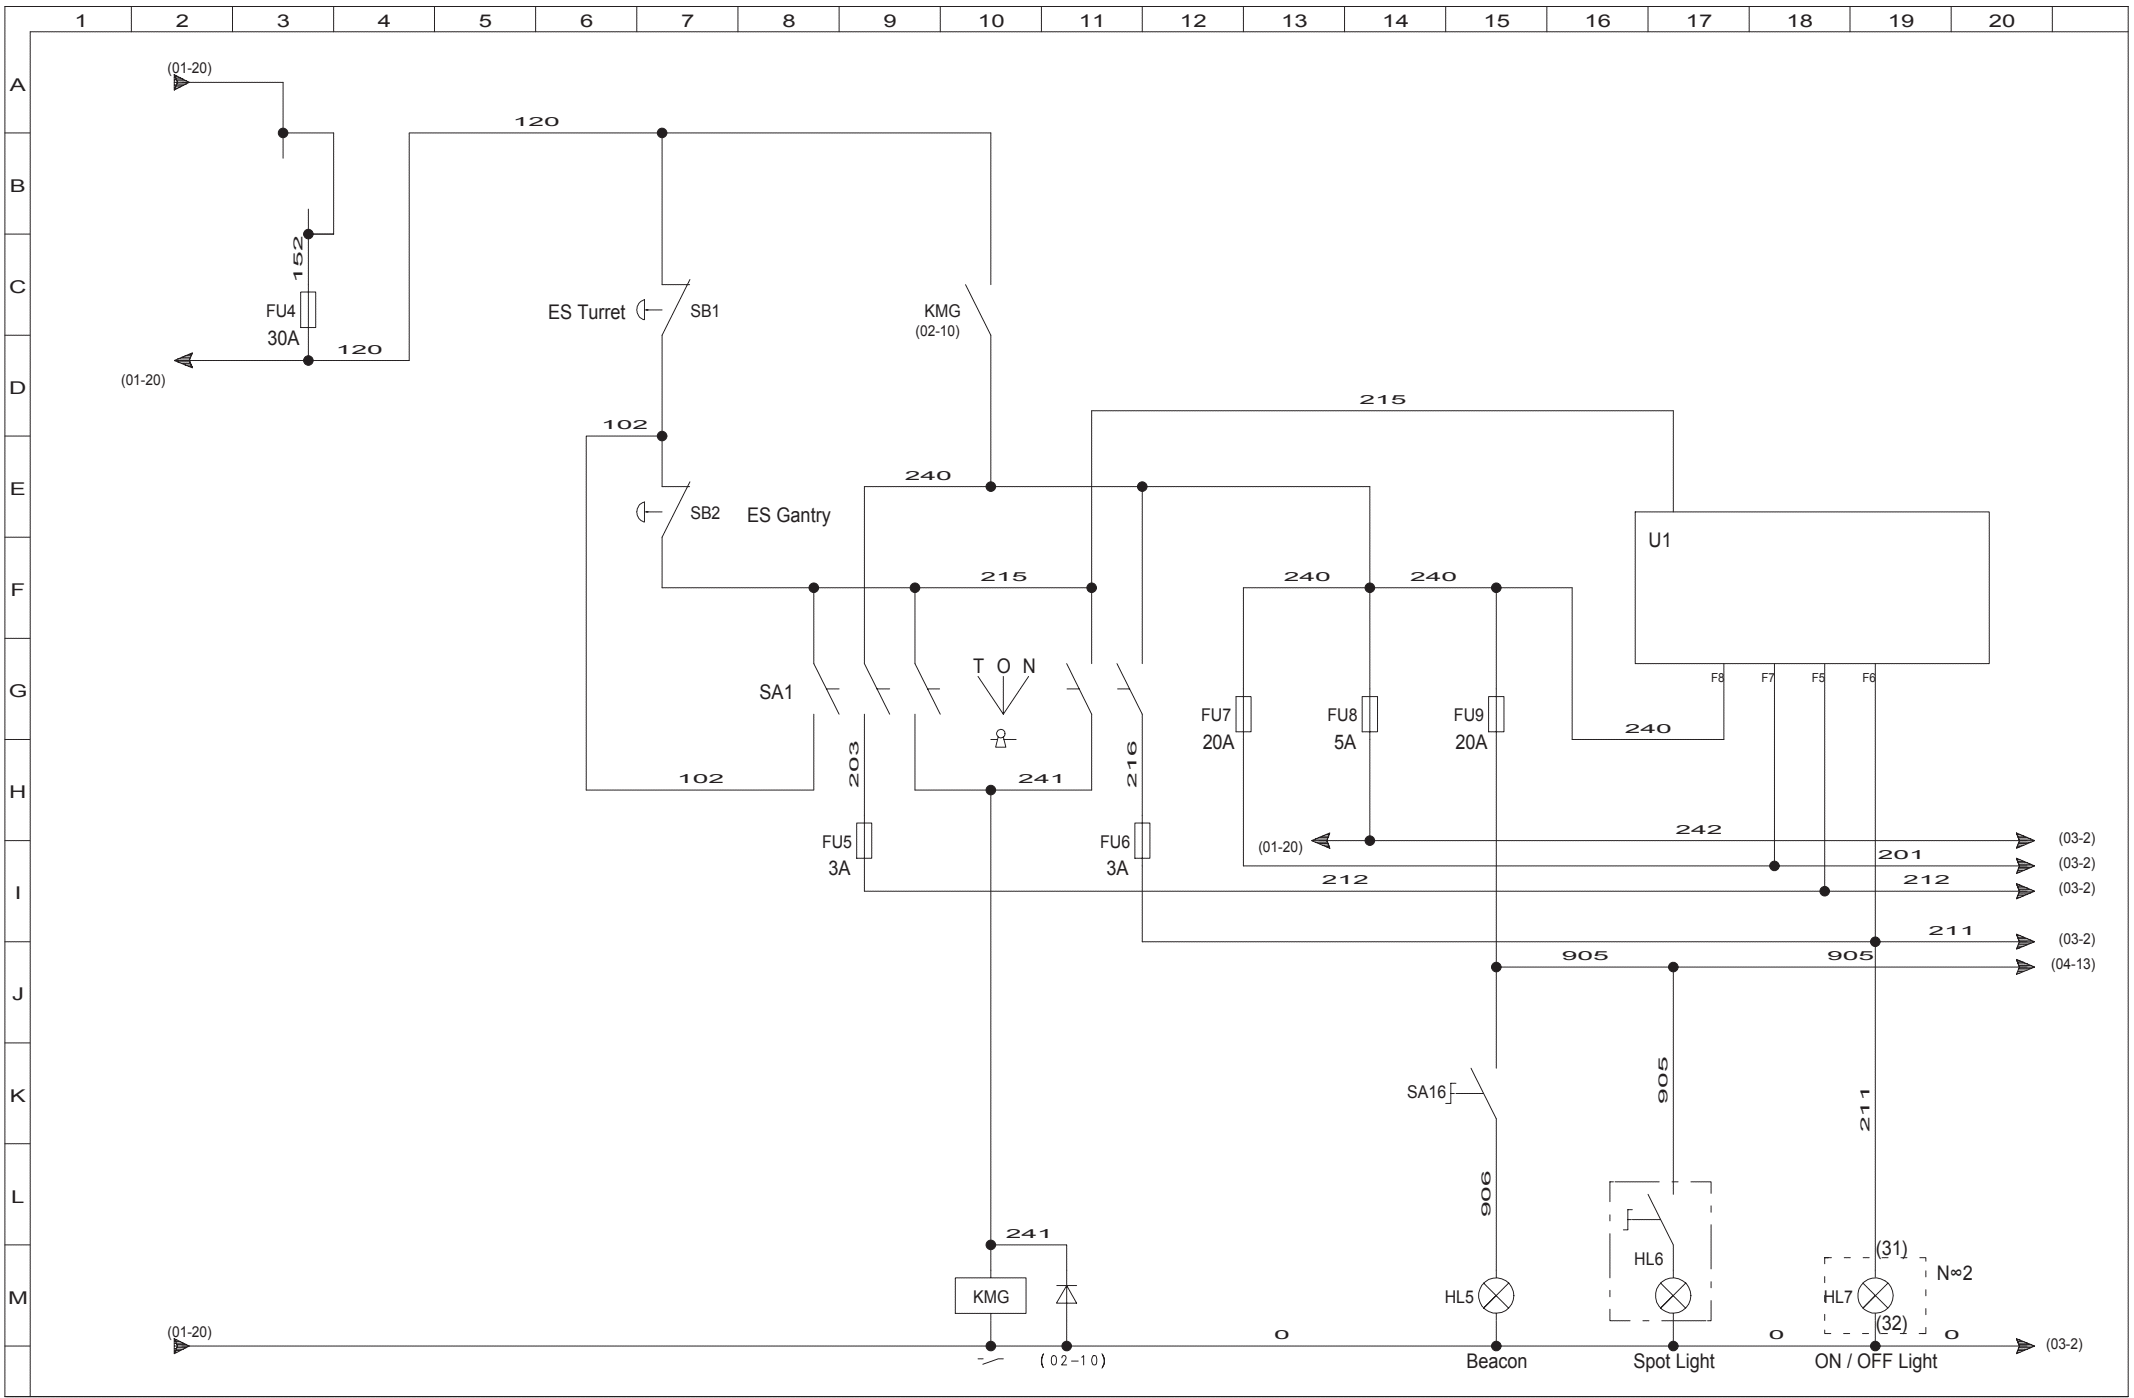 1 2 3 4 5 6 7 8 9 10 11 12 13 14 15 16 17 18 19 20
(01-20)
A
120
B
152
C
FU4
30A
ES Turret
SB1
KMG
(02-10)
120
(01-20)
D
215
102
240
E
SB2
ES Gantry
U1
F
215
240
240
G
SA1
T O N
F8
F7
F5
F6
FU7
20A
FU8
5A
FU9
20A
240
H
102
203
241
216
FU5
3A
FU6
3A
(01-20)
242
(03-2)
201
(03-2)
I
212
212
(03-2)
211
(03-2)
905
905
(04-13)
J
K
SA16
905
211
L
906
241
M
KMG
HL5
HL6
HL7
(31)
N∞2
(32)
(01-20)
0
0
0
(03-2)
(02-10)
Beacon
Spot Light
ON / OFF Light